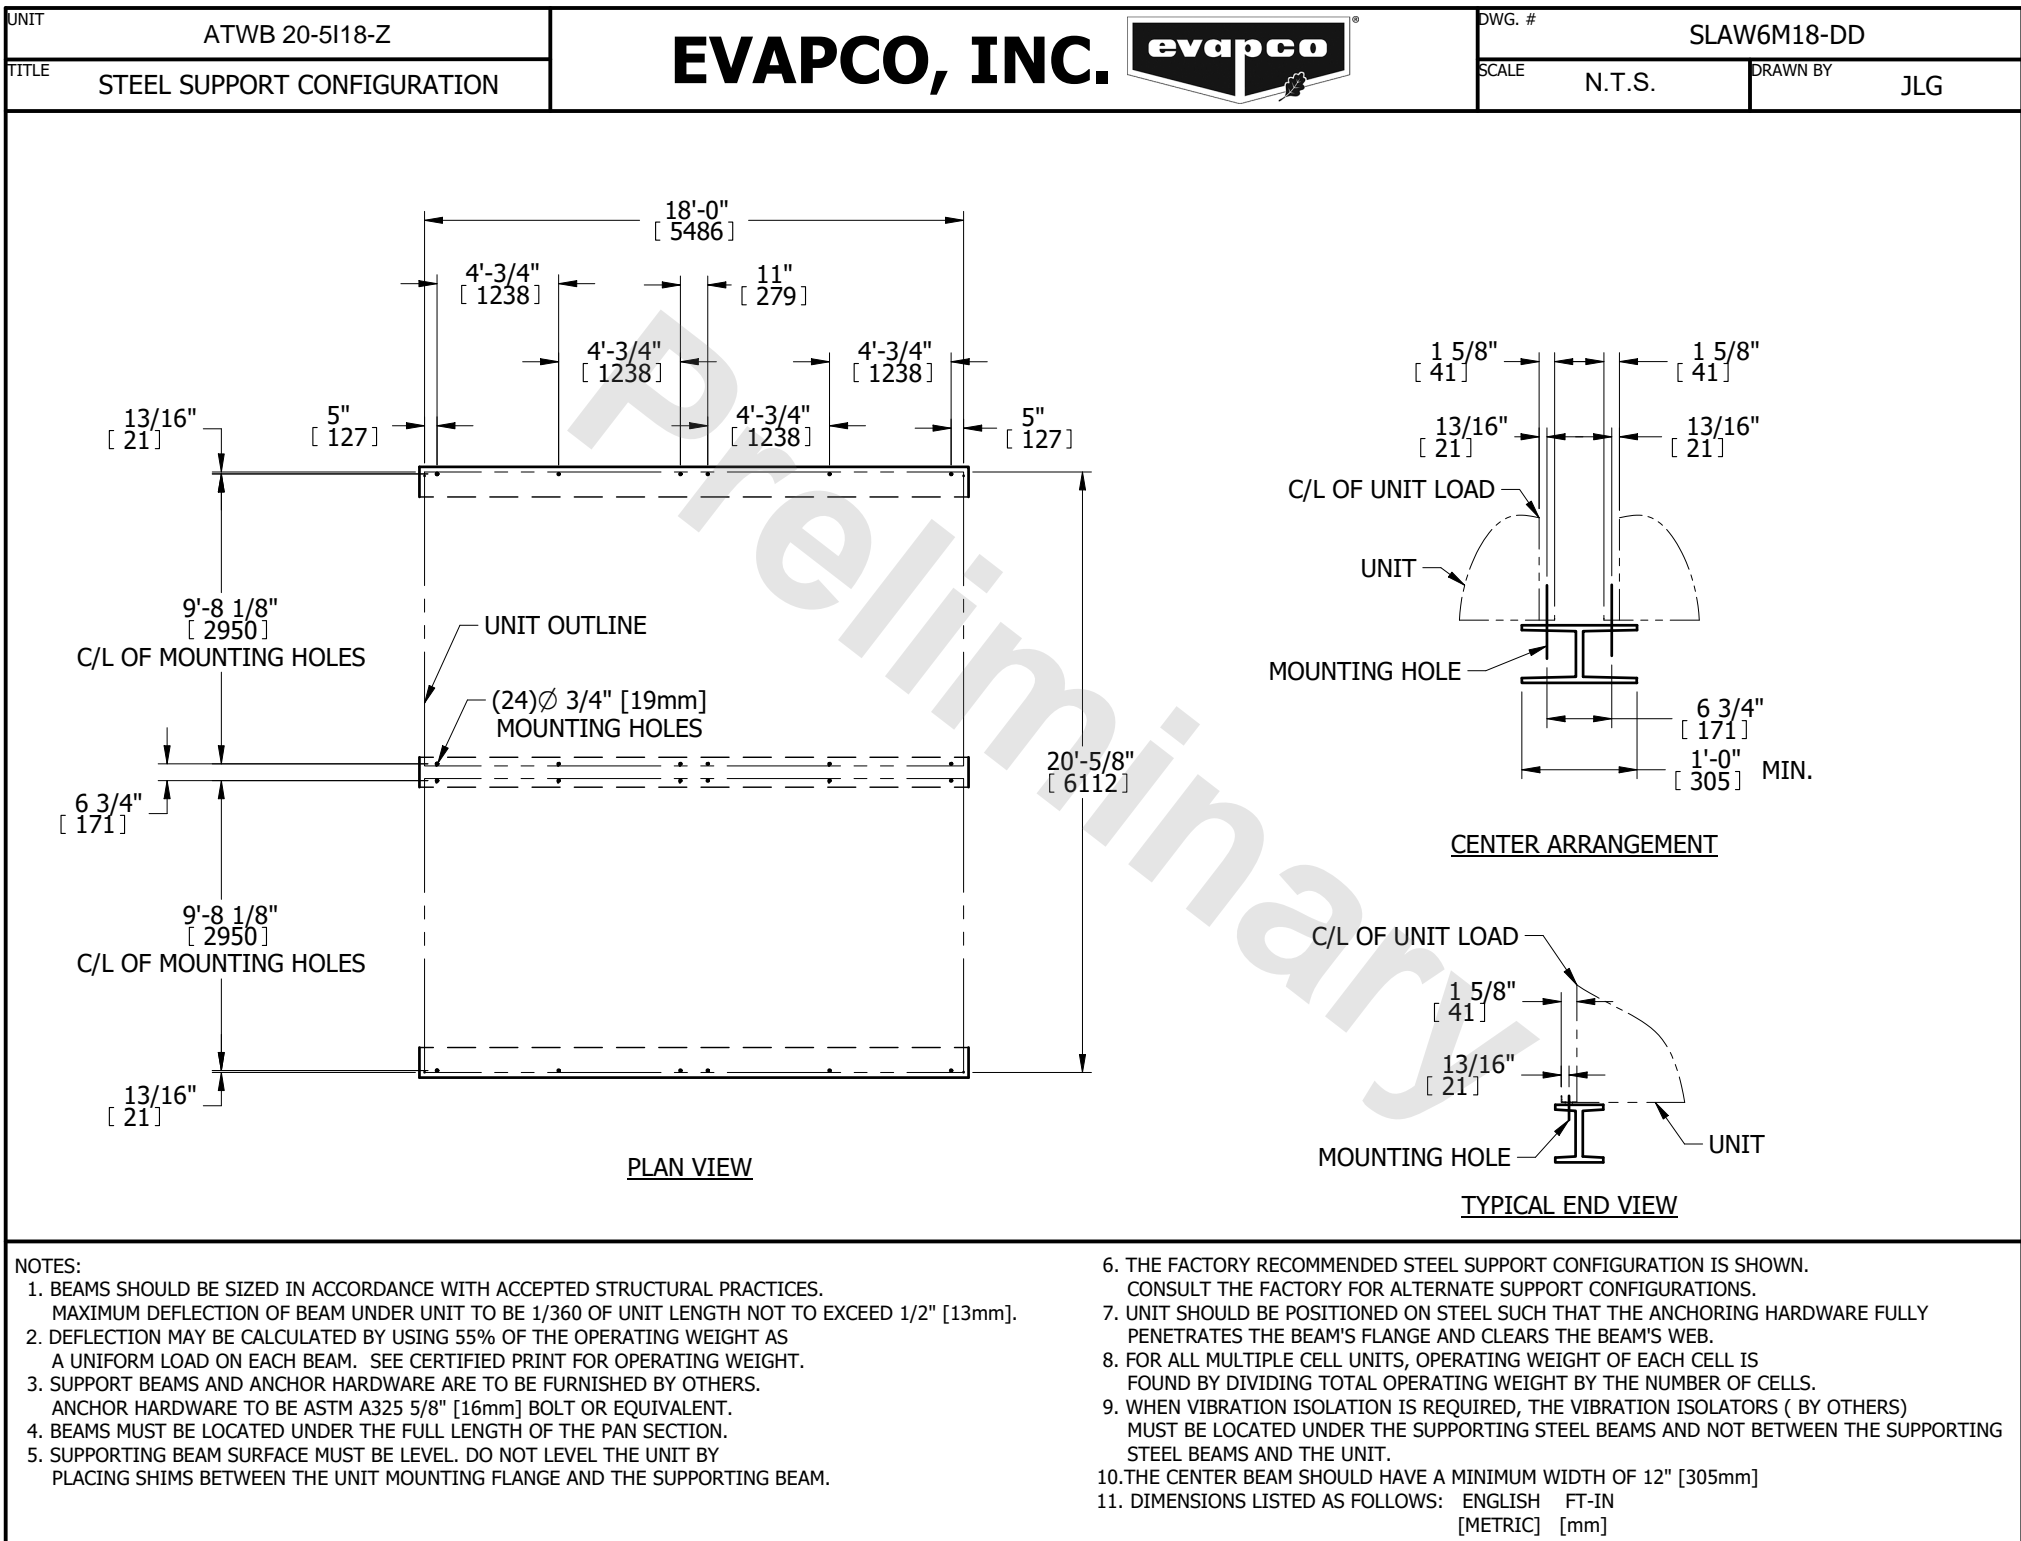 UNIT
ATWB 20-5I18-Z
TITLE
STEEL SUPPORT CONFIGURATION
EVAPCO, INC.
evapco
®
DWG. #
SLAW6M18-DD
SCALE
N.T.S.
DRAWN BY
JLG
18'-0"
[ 5486 ]
4'-3/4"
[ 1238 ]
11"
[ 279 ]
4'-3/4"
[ 1238 ]
4'-3/4"
[ 1238 ]
13/16"
[ 21 ]
5"
[ 127 ]
4'-3/4"
[ 1238 ]
5"
[ 127 ]
9'-8 1/8"
[ 2950 ]
C/L OF MOUNTING HOLES
UNIT OUTLINE
(24)Ø 3/4" [19mm]
MOUNTING HOLES
6 3/4"
[ 171 ]
20'-5/8"
[ 6112 ]
9'-8 1/8"
[ 2950 ]
C/L OF MOUNTING HOLES
13/16"
[ 21 ]
PLAN VIEW
Preliminary
1 5/8"
[ 41 ]
1 5/8"
[ 41 ]
13/16"
[ 21 ]
13/16"
[ 21 ]
C/L OF UNIT LOAD
UNIT
MOUNTING HOLE
6 3/4"
[ 171 ]
1'-0"
[ 305 ] MIN.
CENTER ARRANGEMENT
C/L OF UNIT LOAD
1 5/8"
[ 41 ]
13/16"
[ 21 ]
MOUNTING HOLE
UNIT
TYPICAL END VIEW
NOTES:
1. BEAMS SHOULD BE SIZED IN ACCORDANCE WITH ACCEPTED STRUCTURAL PRACTICES.
MAXIMUM DEFLECTION OF BEAM UNDER UNIT TO BE 1/360 OF UNIT LENGTH NOT TO EXCEED 1/2" [13mm].
2. DEFLECTION MAY BE CALCULATED BY USING 55% OF THE OPERATING WEIGHT AS
A UNIFORM LOAD ON EACH BEAM. SEE CERTIFIED PRINT FOR OPERATING WEIGHT.
3. SUPPORT BEAMS AND ANCHOR HARDWARE ARE TO BE FURNISHED BY OTHERS.
ANCHOR HARDWARE TO BE ASTM A325 5/8" [16mm] BOLT OR EQUIVALENT.
4. BEAMS MUST BE LOCATED UNDER THE FULL LENGTH OF THE PAN SECTION.
5. SUPPORTING BEAM SURFACE MUST BE LEVEL. DO NOT LEVEL THE UNIT BY
PLACING SHIMS BETWEEN THE UNIT MOUNTING FLANGE AND THE SUPPORTING BEAM.
6. THE FACTORY RECOMMENDED STEEL SUPPORT CONFIGURATION IS SHOWN.
CONSULT THE FACTORY FOR ALTERNATE SUPPORT CONFIGURATIONS.
7. UNIT SHOULD BE POSITIONED ON STEEL SUCH THAT THE ANCHORING HARDWARE FULLY
PENETRATES THE BEAM'S FLANGE AND CLEARS THE BEAM'S WEB.
8. FOR ALL MULTIPLE CELL UNITS, OPERATING WEIGHT OF EACH CELL IS
FOUND BY DIVIDING TOTAL OPERATING WEIGHT BY THE NUMBER OF CELLS.
9. WHEN VIBRATION ISOLATION IS REQUIRED, THE VIBRATION ISOLATORS ( BY OTHERS)
MUST BE LOCATED UNDER THE SUPPORTING STEEL BEAMS AND NOT BETWEEN THE SUPPORTING
STEEL BEAMS AND THE UNIT.
10.THE CENTER BEAM SHOULD HAVE A MINIMUM WIDTH OF 12" [305mm]
11. DIMENSIONS LISTED AS FOLLOWS: ENGLISH FT-IN
[METRIC] [mm]